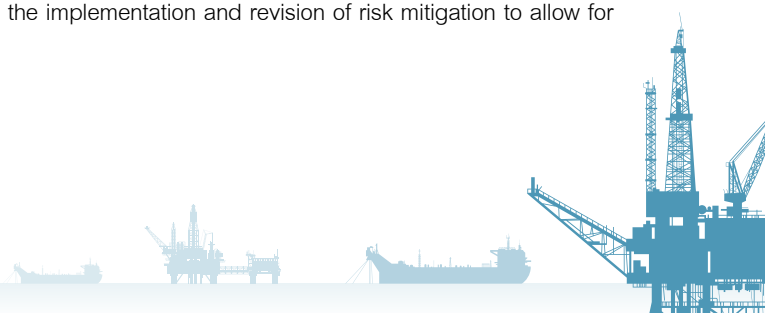 the implementation and revision of risk mitigation to allow for